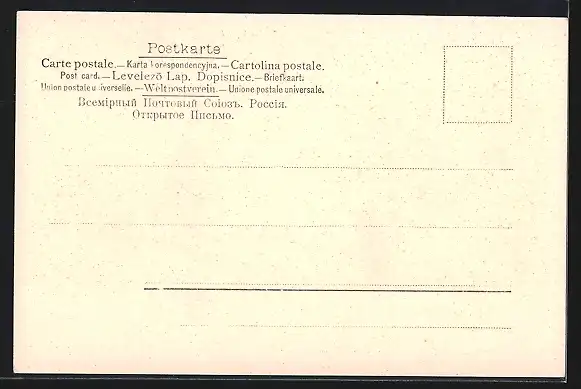 Postkarte
Carte postale.— Karta korespondencyjna.— Cartolina postale.
Post card.— Levelező Lap. Dopisnice.— Briefkaart.
Union postale universelle. —Weltpostverein.— Unione postale universale.
Всемірный Почтовый Союзъ. Россія.
Открытое Письмо.